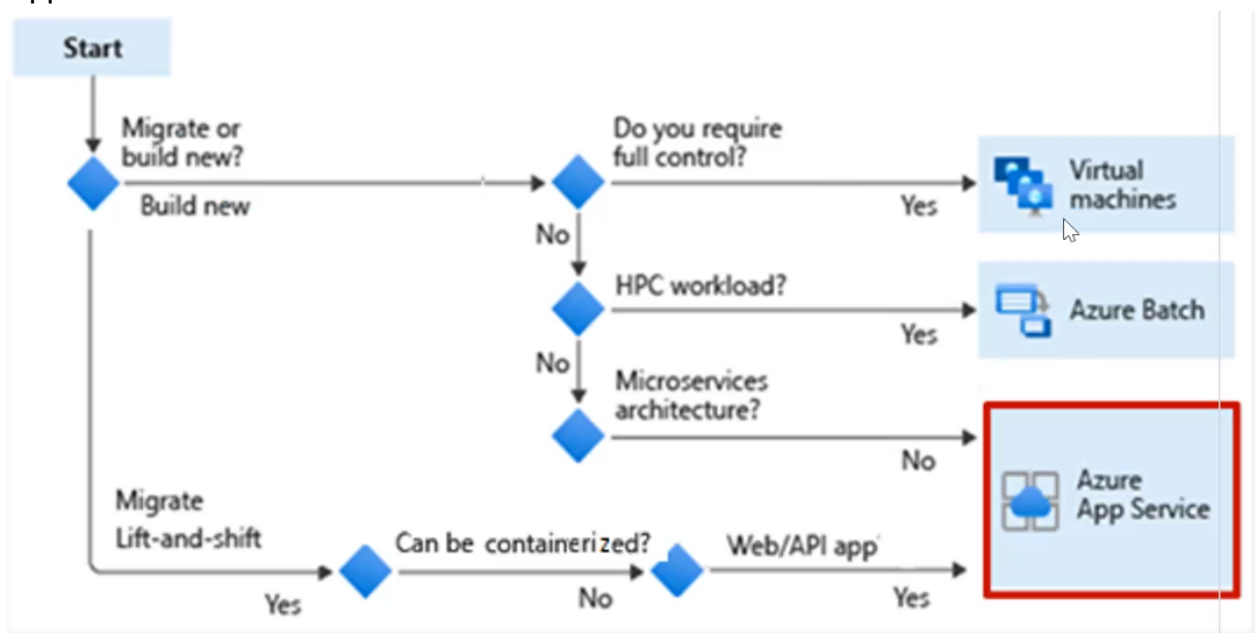 Start
Migrate or
build new?
Build new
Do you require
full control?
Yes
Virtual
machines
No
HPC workload?
Yes
Azure Batch
No
Microservices
architecture?
No
Azure
App Service
Migrate
Lift-and-shift
Yes
Can be containerized?
No
Web/API app
Yes